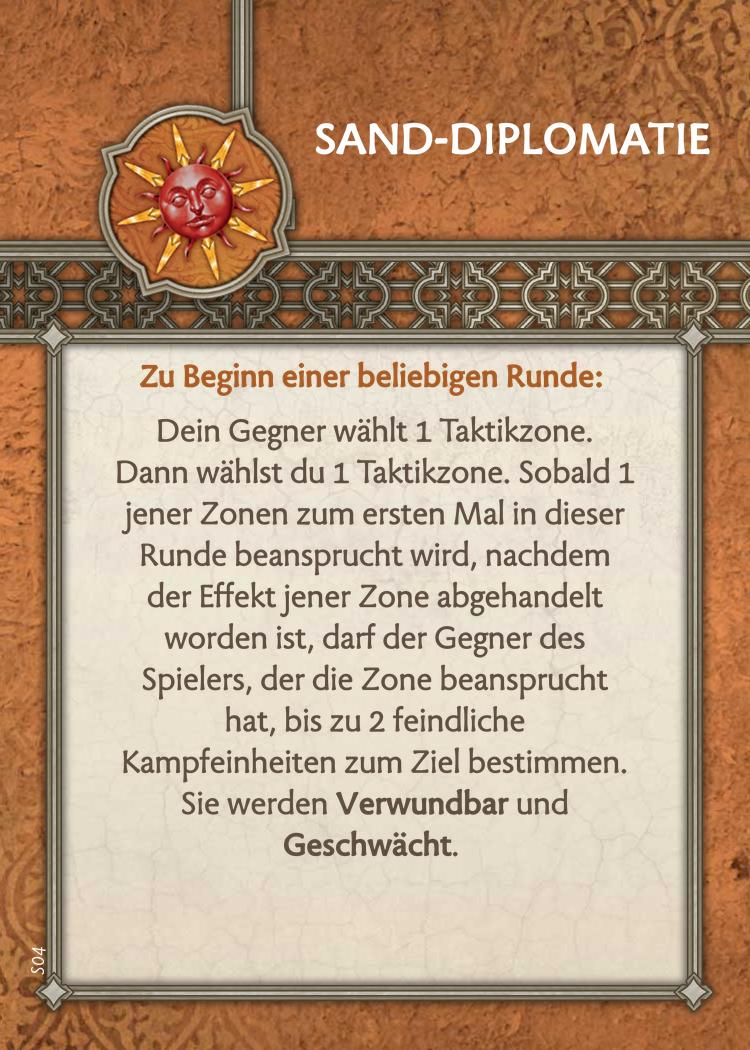 SAND-DIPLOMATIE
Zu Beginn einer beliebigen Runde:
Dein Gegner wählt 1 Taktikzone.
Dann wählst du 1 Taktikzone. Sobald 1
jener Zonen zum ersten Mal in dieser
Runde beansprucht wird, nachdem
der Effekt jener Zone abgehandelt
worden ist, darf der Gegner des
Spielers, der die Zone beansprucht
hat, bis zu 2 feindliche
Kampfeinheiten zum Ziel bestimmen.
Sie werden Verwundbar und
Geschwächt.
S04